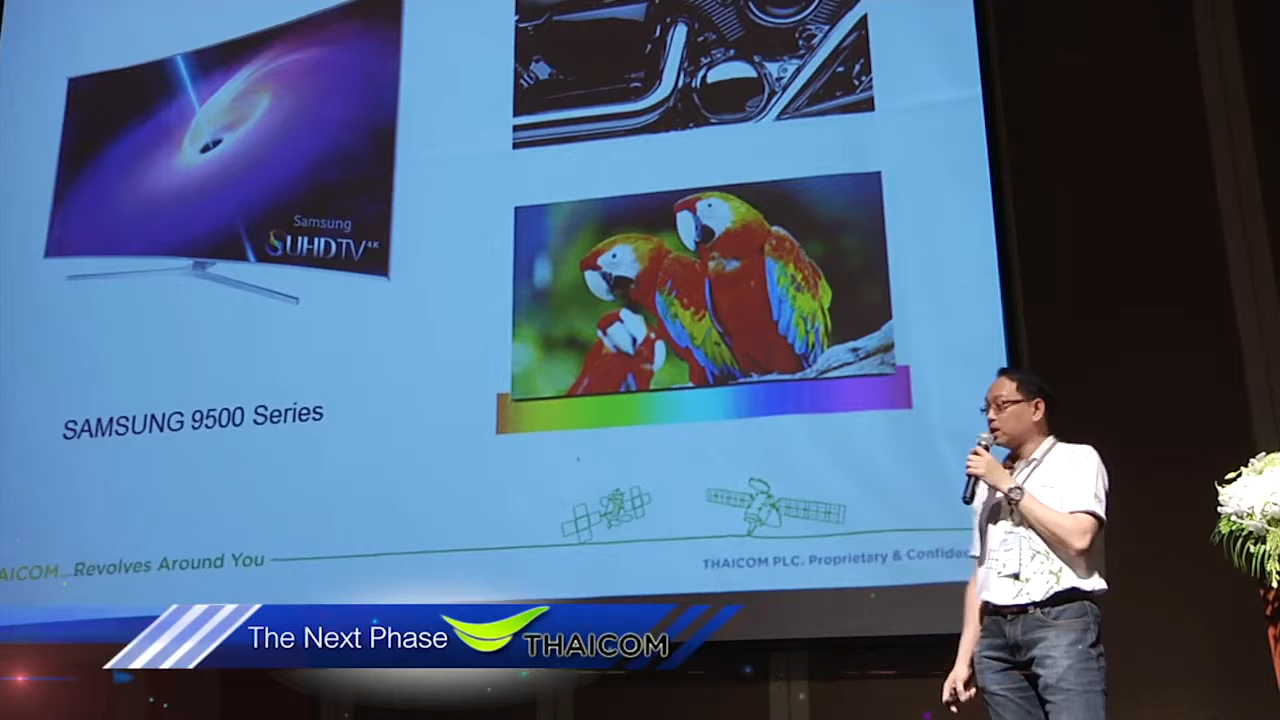 Samsung
SUHDTV 4K
SAMSUNG 9500 Series
AICOM...Revolves Around You
THAICOM PLC. Proprietary & Confidec
The Next Phase
THAICOM